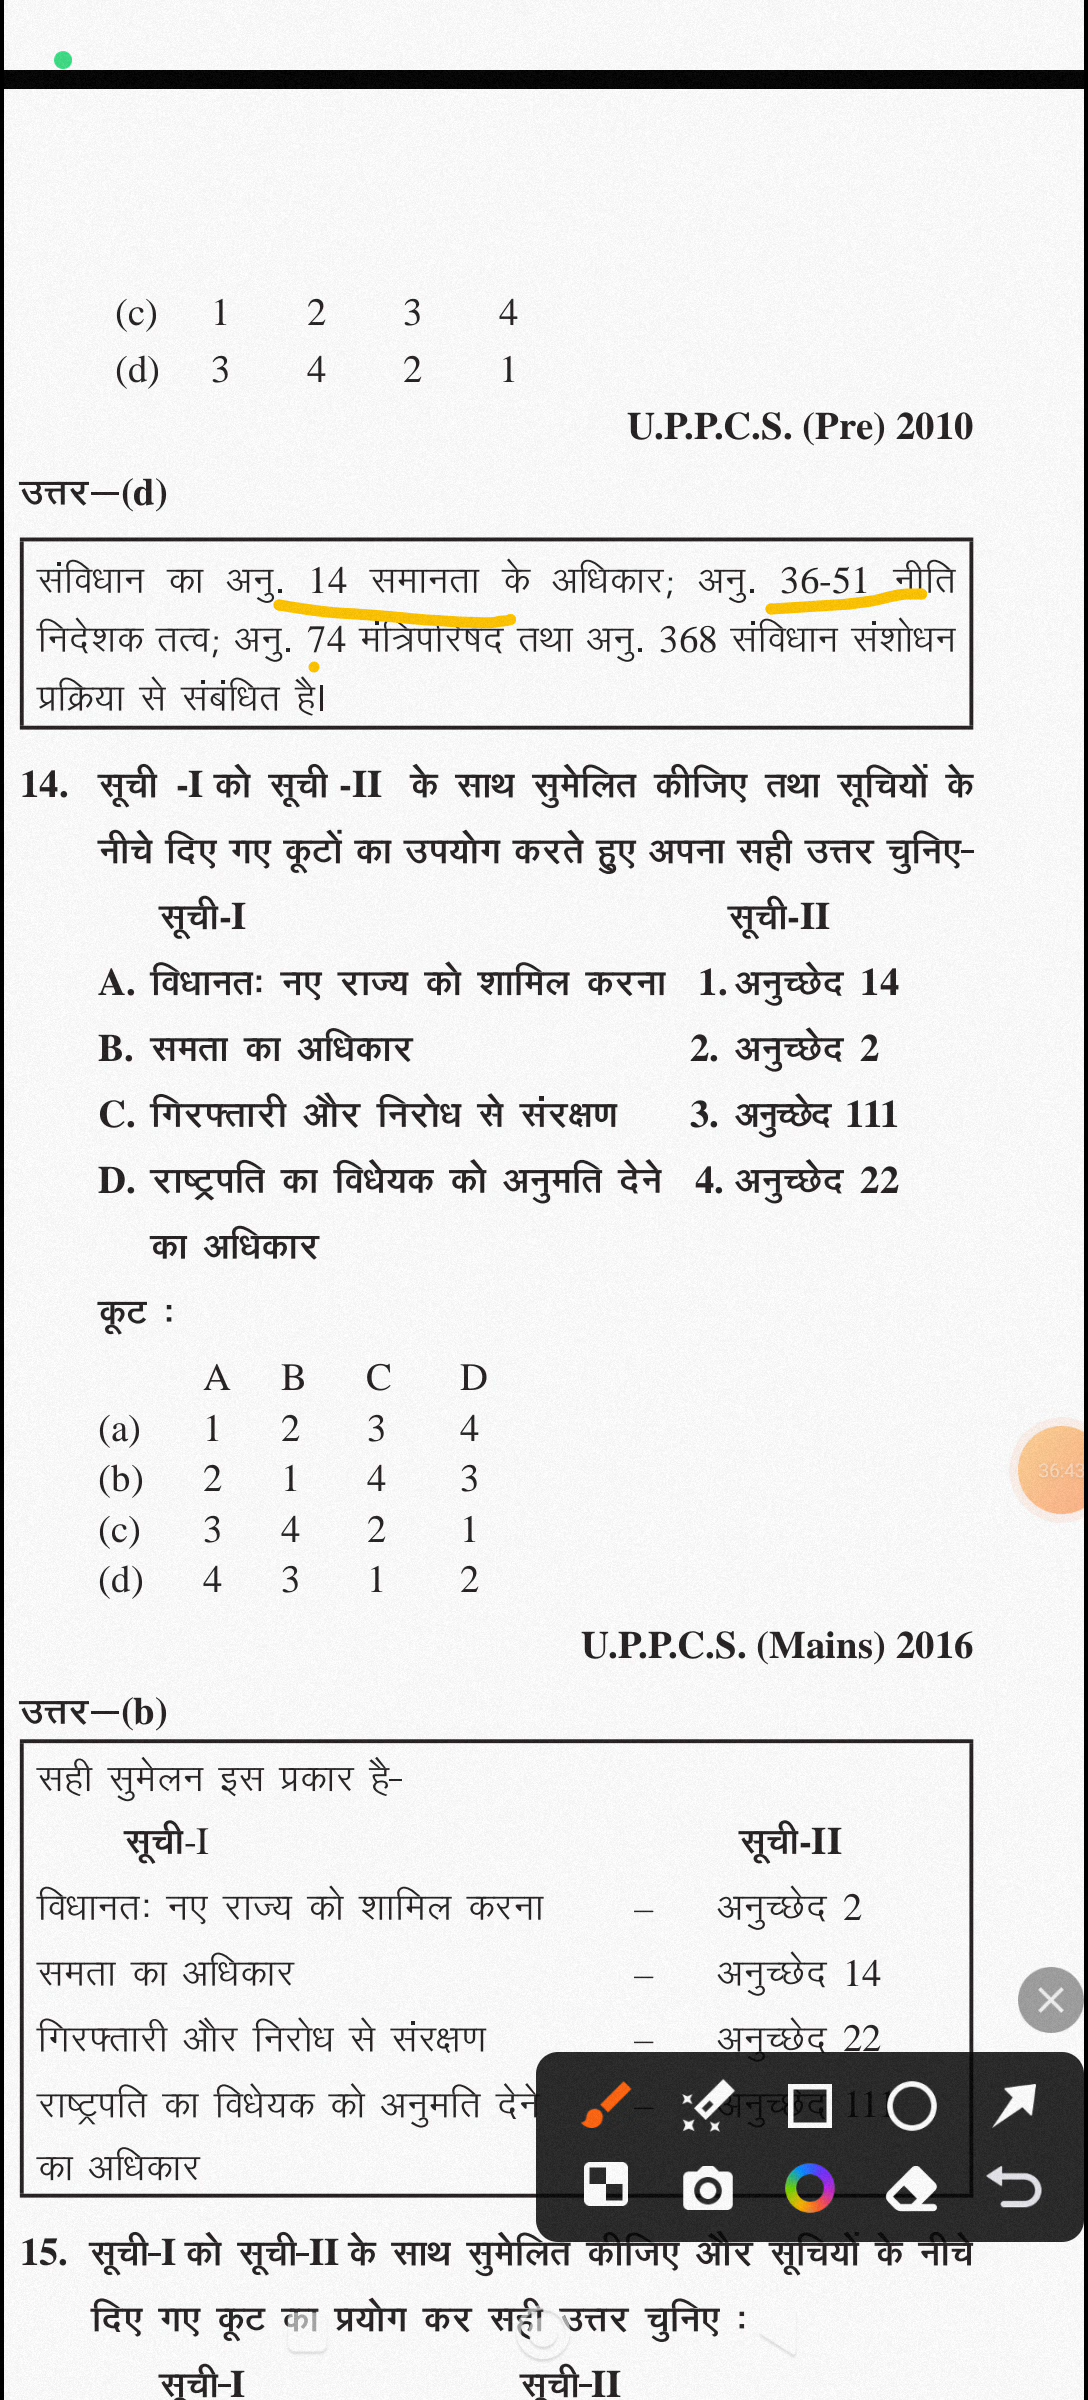 (c) 1 2 3 4
(d) 3 4 2 1
U.P.P.C.S. (Pre) 2010
उत्तर—(d)
संविधान का अनु. 14 समानता के अधिकार; अनु. 36-51 नीति
निदेशक तत्व; अनु. 74 मंत्रिपरिषद तथा अनु. 368 संविधान संशोधन
प्रक्रिया से संबंधित है।
14. सूची -I को सूची -II के साथ सुमेलित कीजिए तथा सूचियों के
नीचे दिए गए कूटों का उपयोग करते हुए अपना सही उत्तर चुनिए-
सूची-I सूची-II
A. विधानतः नए राज्य को शामिल करना 1. अनुच्छेद 14
B. समता का अधिकार 2. अनुच्छेद 2
C. गिरफ्तारी और निरोध से संरक्षण 3. अनुच्छेद 111
D. राष्ट्रपति का विधेयक को अनुमति देने 4. अनुच्छेद 22
का अधिकार
कूट :
A B C D
(a) 1 2 3 4
(b) 2 1 4 3
(c) 3 4 2 1
(d) 4 3 1 2
36:43
U.P.P.C.S. (Mains) 2016
उत्तर—(b)
सही सुमेलन इस प्रकार है-
सूची-I सूची-II
विधानतः नए राज्य को शामिल करना – अनुच्छेद 2
समता का अधिकार – अनुच्छेद 14
गिरफ्तारी और निरोध से संरक्षण – अनुच्छेद 22
राष्ट्रपति का विधेयक को अनुमति देने – अनुच्छेद 111
का अधिकार
15. सूची-I को सूची-II के साथ सुमेलित कीजिए और सूचियों के नीचे
दिए गए कूट का प्रयोग कर सही उत्तर चुनिए :
सूची-I सूची-II